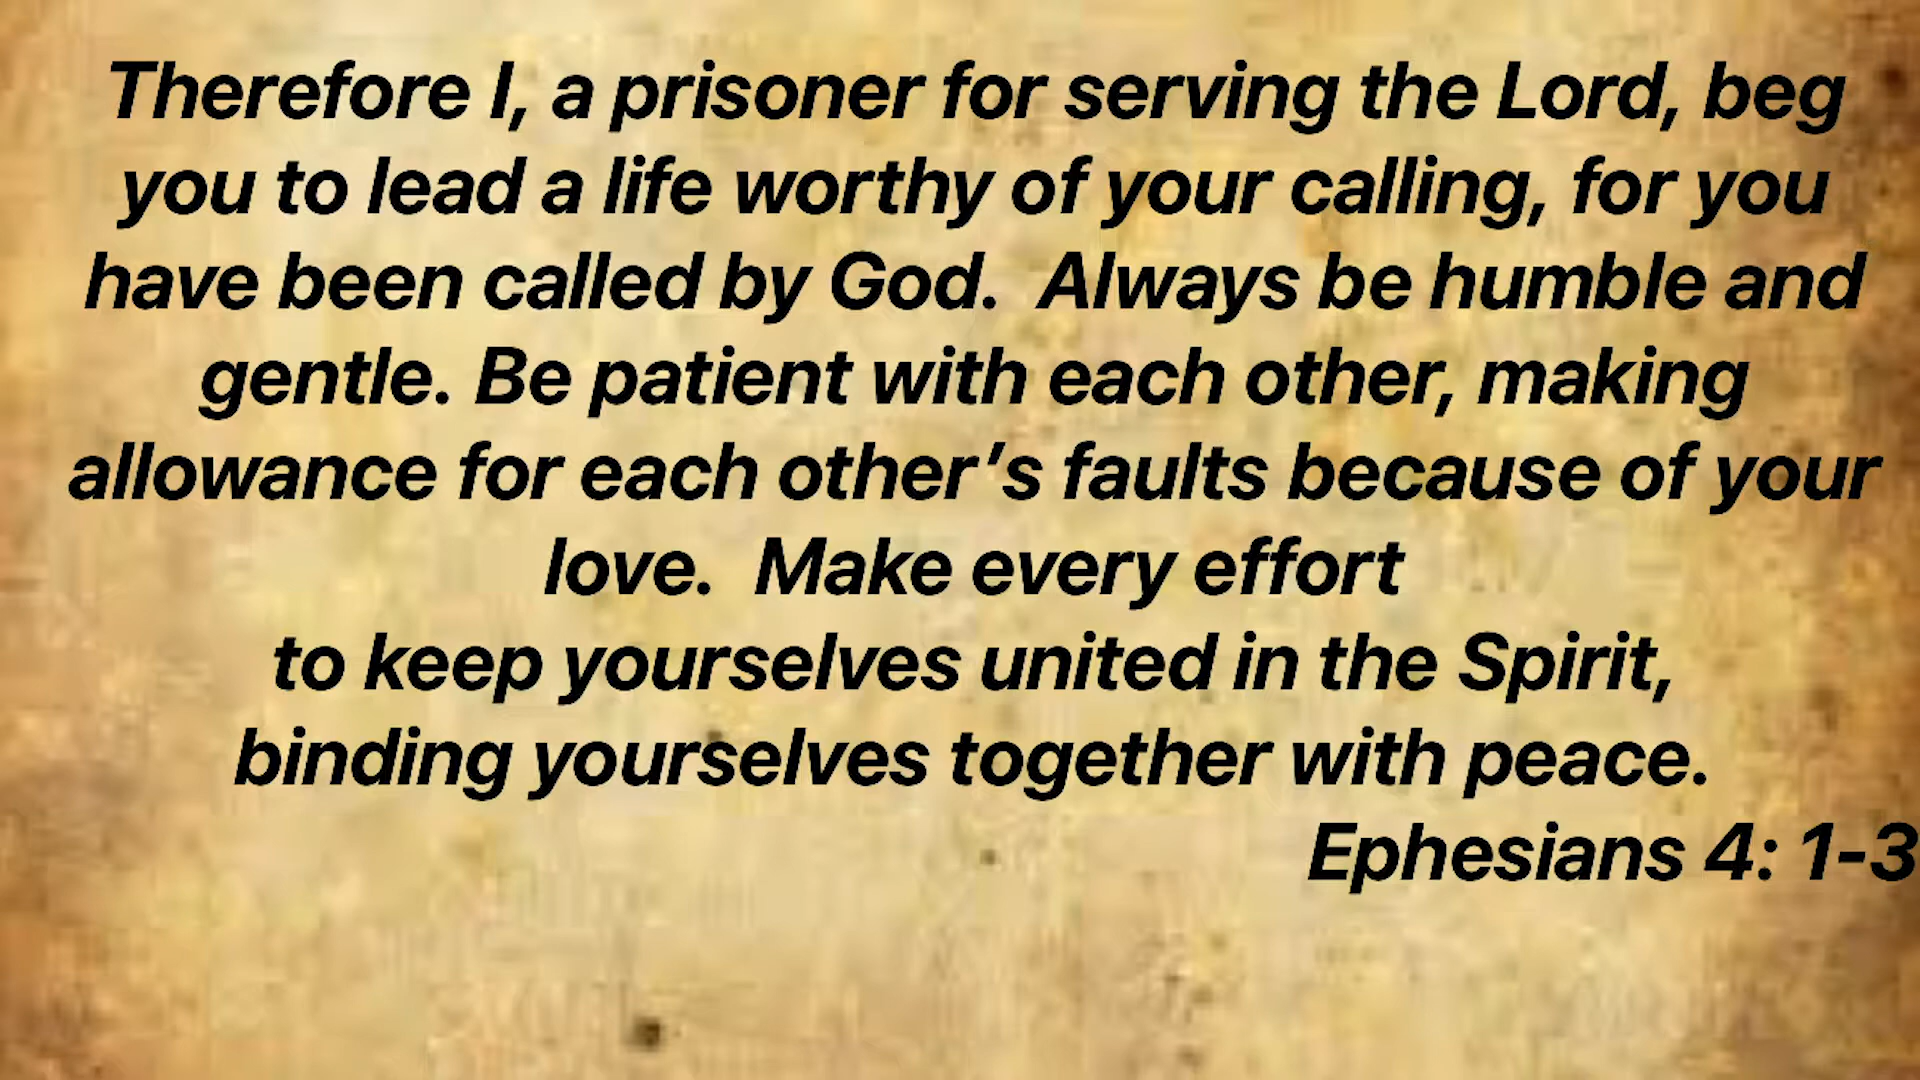 Therefore I, a prisoner for serving the Lord, beg
you to lead a life worthy of your calling, for you
have been called by God.  Always be humble and
gentle. Be patient with each other, making
allowance for each other’s faults because of your
love.  Make every effort
to keep yourselves united in the Spirit,
binding yourselves together with peace.
Ephesians 4: 1-3